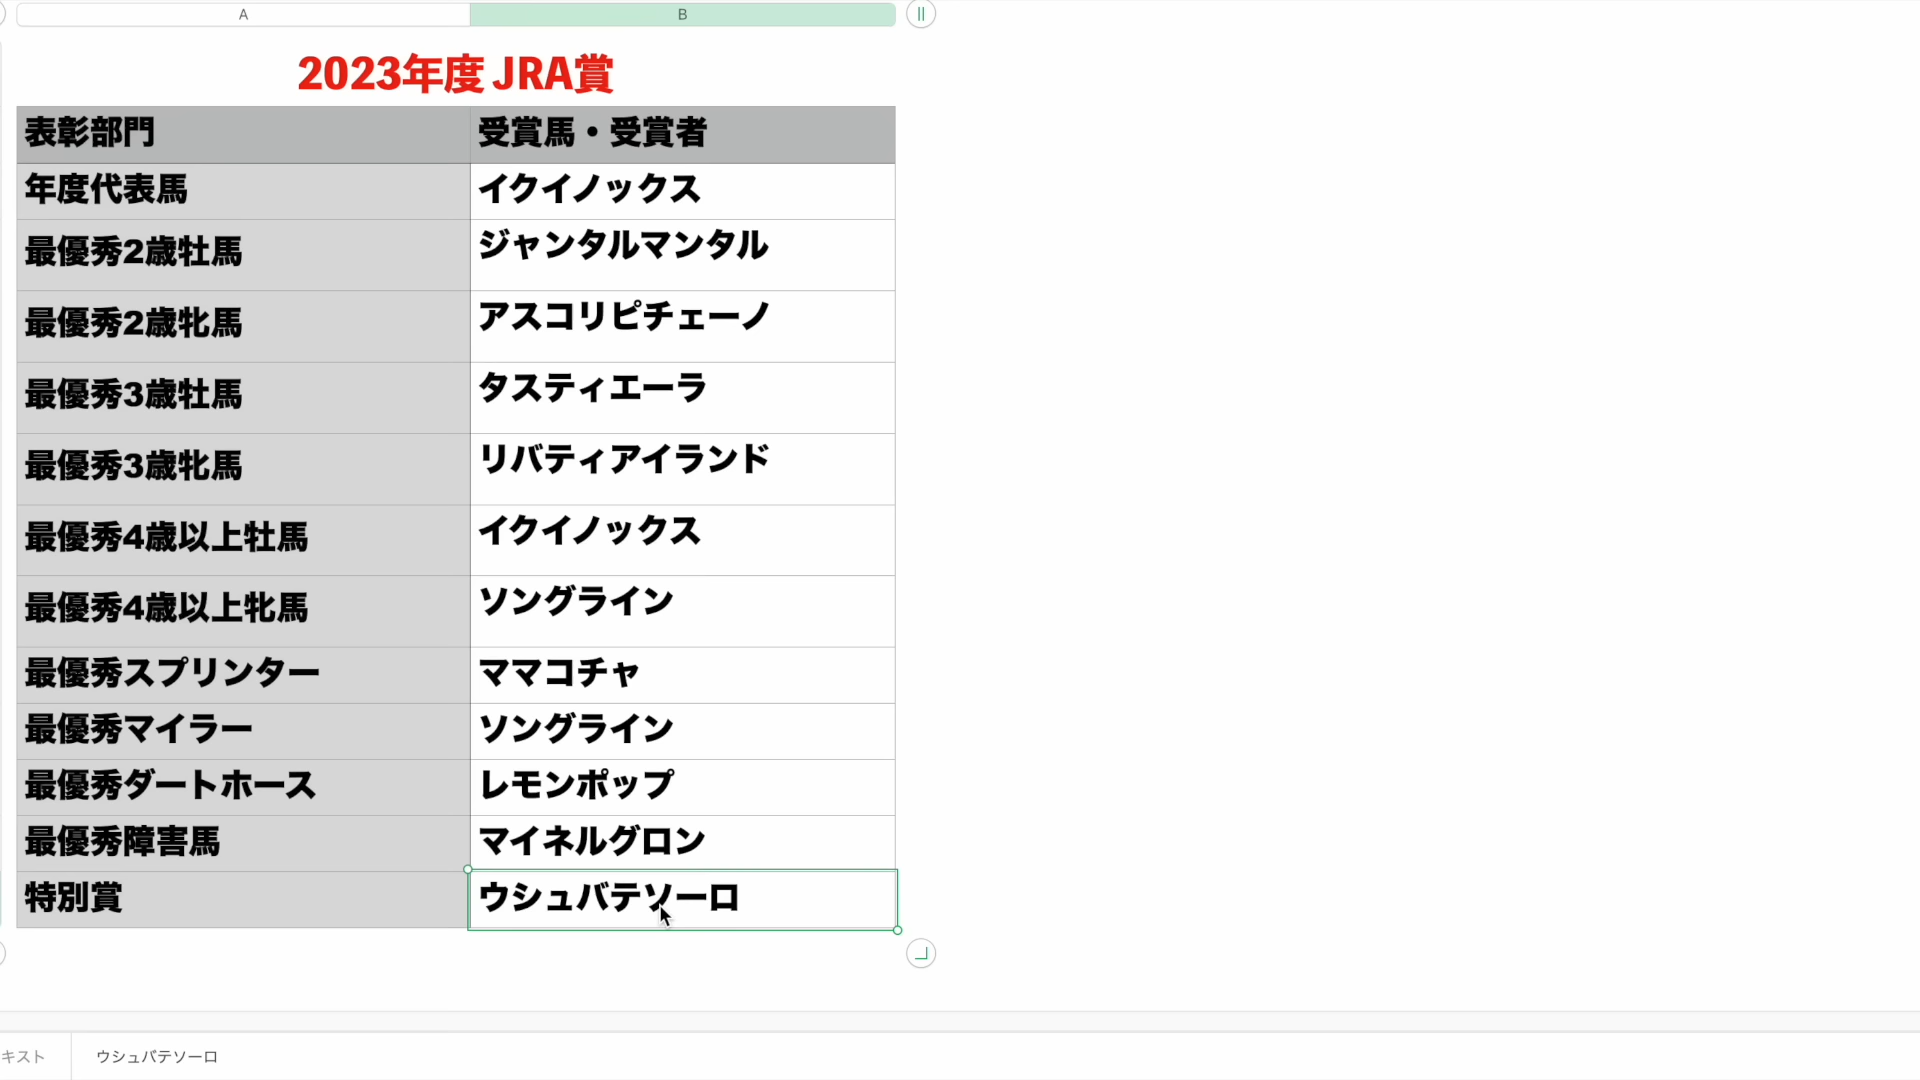 A B
2023年度 JRA賞
表彰部門 受賞馬・受賞者
年度代表馬 イクイノックス
最優秀2歳牡馬 ジャンタルマンタル
最優秀2歳牝馬 アスコリピチェーノ
最優秀3歳牡馬 タスティエーラ
最優秀3歳牝馬 リバティアイランド
最優秀4歳以上牡馬 イクイノックス
最優秀4歳以上牝馬 ソングライン
最優秀スプリンター ママコチャ
最優秀マイラー ソングライン
最優秀ダートホース レモンポップ
最優秀障害馬 マイネルグロン
特別賞 ウシュバテソーロ
キスト ウシュバテソーロ